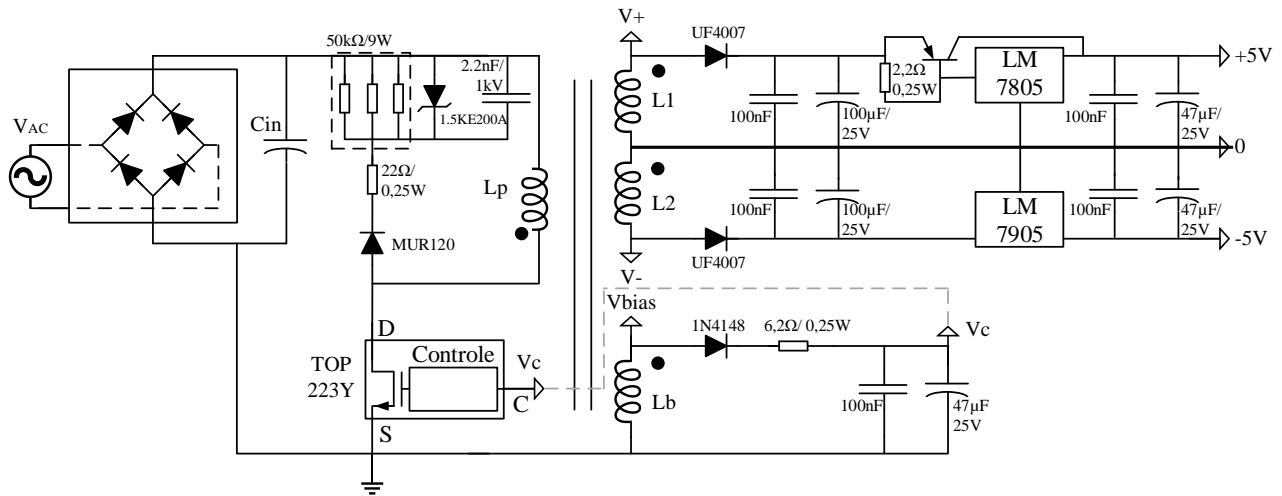 V+
UF4007
50kΩ/9W
2.2nF/
1kV
1.5KE200A
VAC
Cin
22Ω/
0,25W
Lp
MUR120
L1
L2
100nF
100µF/
25V
2,2Ω
0,25W
LM
7805
100nF
47µF/
25V
+5V
0
100nF
100µF/
25V
LM
7905
100nF
47µF/
25V
-5V
UF4007
V-
Vbias
1N4148
6,2Ω/ 0,25W
Vc
D
TOP
223Y
Controle
Vc
C
S
Lb
100nF
47µF
25V